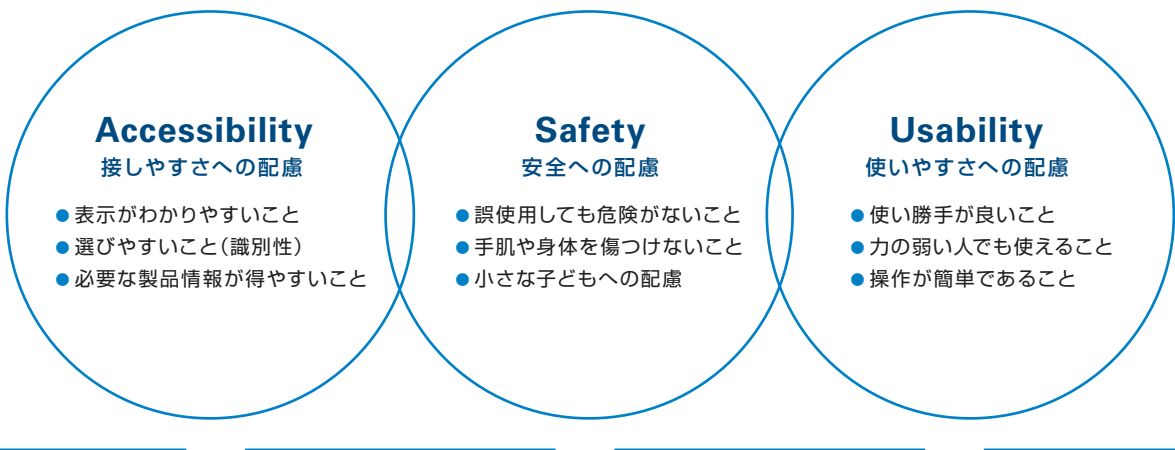 Accessibility
接しやすさへの配慮
● 表示がわかりやすいこと
● 選びやすいこと（識別性）
● 必要な製品情報が得やすいこと
Safety
安全への配慮
● 誤使用しても危険がないこと
● 手肌や身体を傷つけないこと
● 小さな子どもへの配慮
Usability
使いやすさへの配慮
● 使い勝手が良いこと
● 力の弱い人でも使えること
● 操作が簡単であること